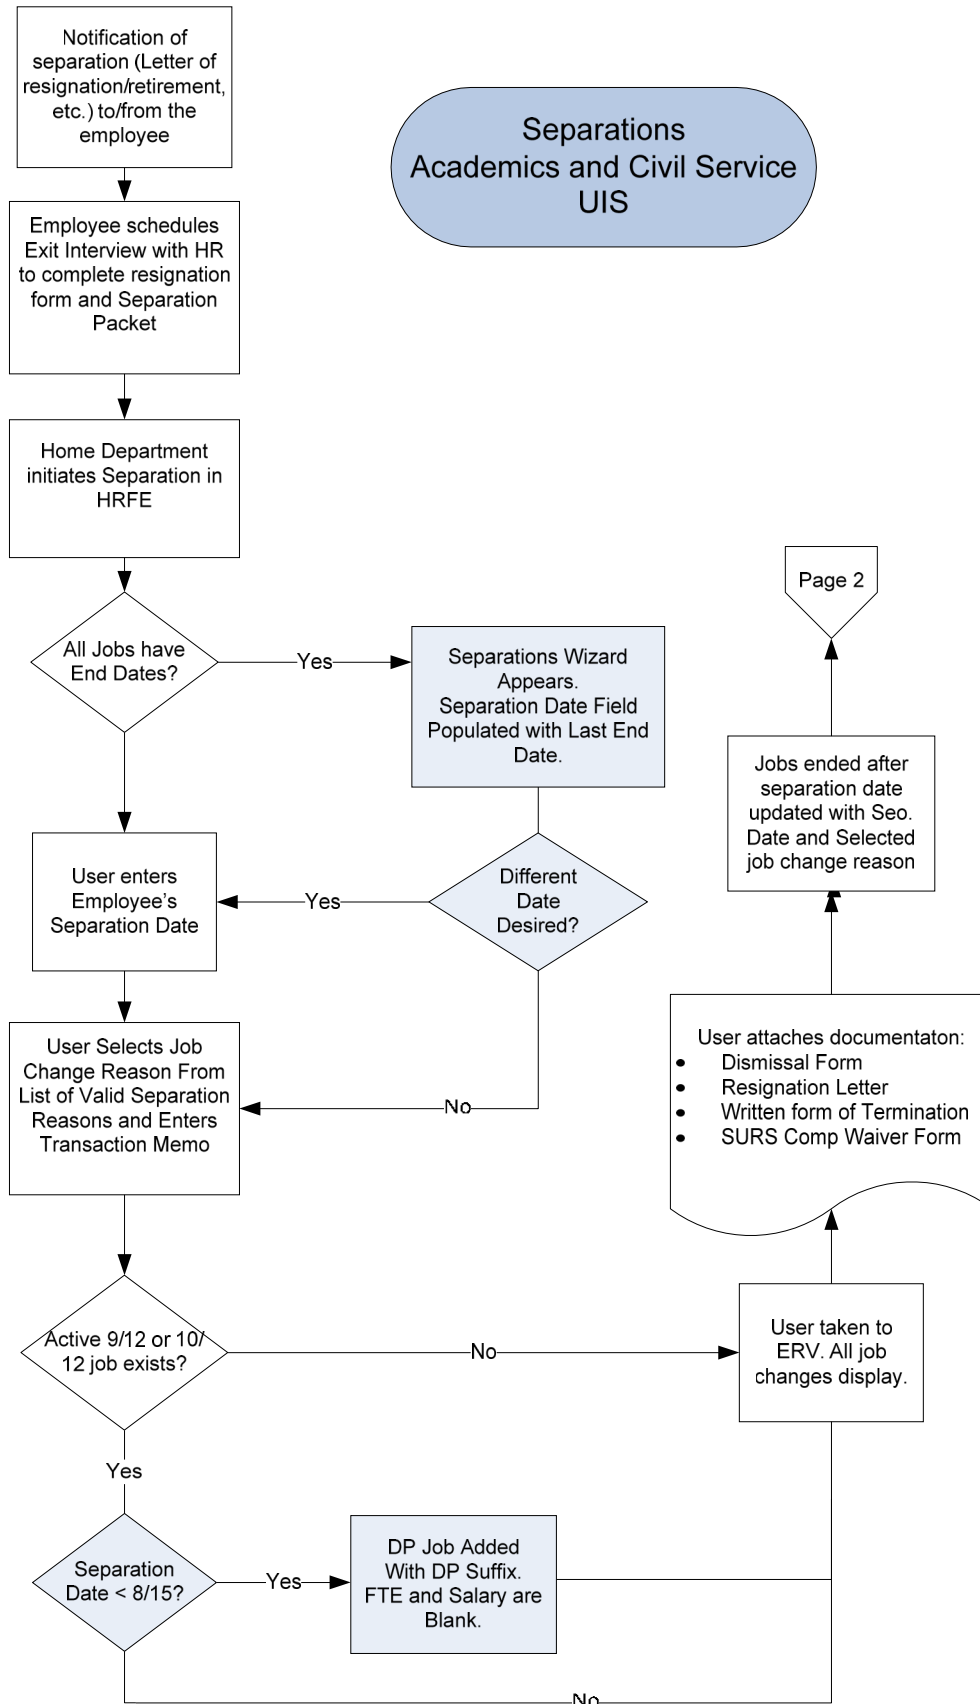 Notification of
separation (Letter of
resignation/retirement,
etc.) to/from the
employee
Separations
Academics and Civil Service
UIS
Employee schedules
Exit Interview with HR
to complete resignation
form and Separation
Packet
Home Department
initiates Separation in
HRFE
All Jobs have
End Dates?
Yes
Separations Wizard
Appears.
Separation Date Field
Populated with Last End
Date.
Different
Date
Desired?
Yes
User enters
Employee's
Separation Date
No
User Selects Job
Change Reason From
List of Valid Separation
Reasons and Enters
Transaction Memo
Active 9/12 or 10/
12 job exists?
No
Yes
Separation
Date < 8/15?
Yes
DP Job Added
With DP Suffix.
FTE and Salary are
Blank.
No
User taken to
ERV. All job
changes display.
User attaches documentaton:
• Dismissal Form
• Resignation Letter
• Written form of Termination
• SURS Comp Waiver Form
Jobs ended after
separation date
updated with Seo.
Date and Selected
job change reason
Page 2